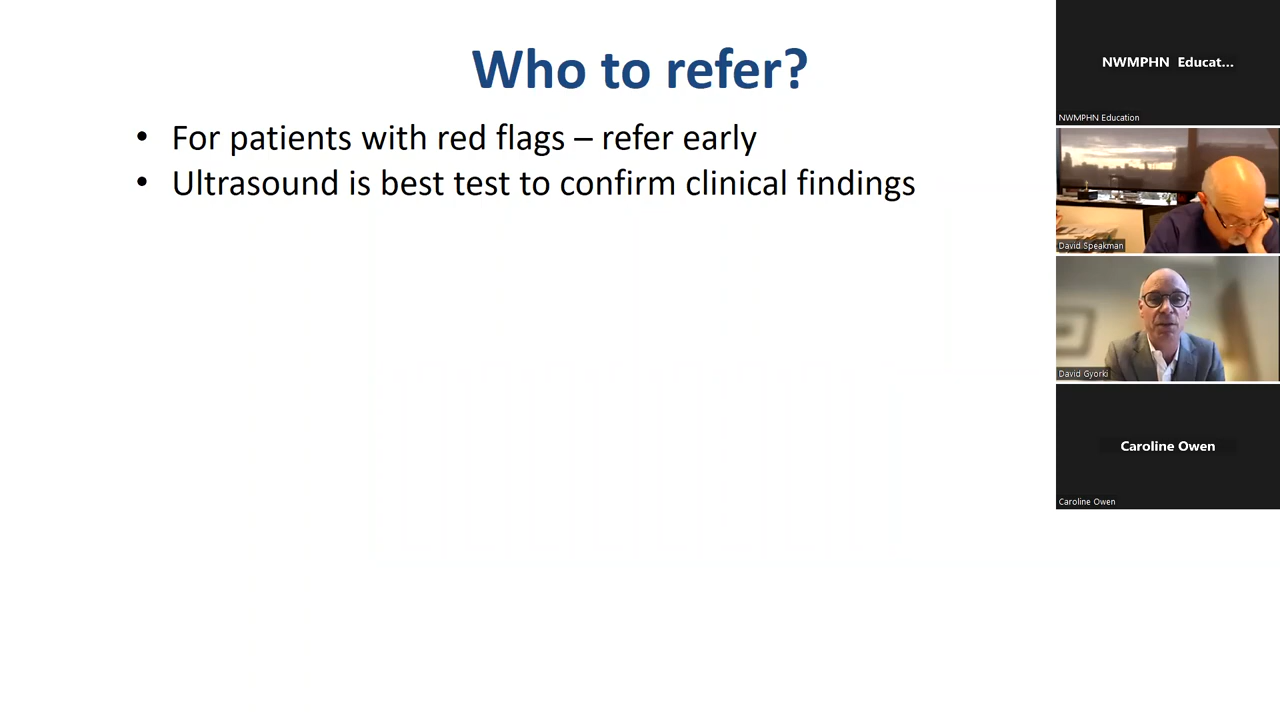 Who to refer?
• For patients with red flags – refer early
• Ultrasound is best test to confirm clinical findings
NWMPHN Educat...
NWMPHN Education
David Speakman
David Gyorki
Caroline Owen
Caroline Owen